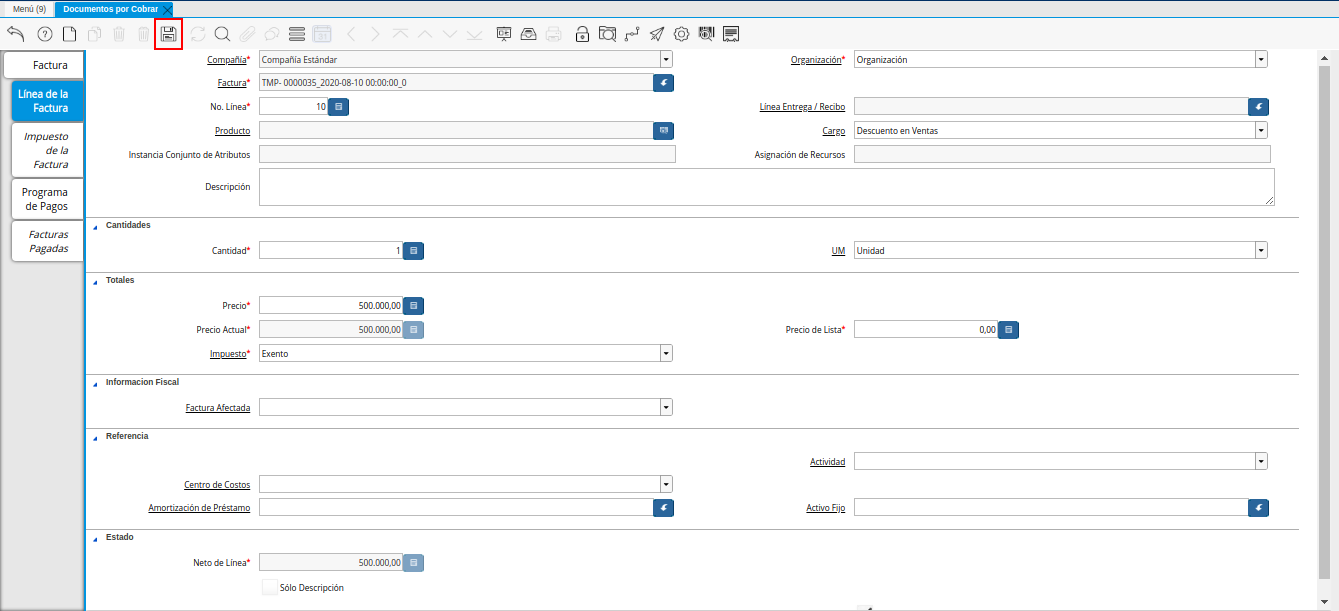 Menú (9)
Documentos por Cobrar
Factura
Línea de la
Factura
Impuesto
de la
Factura
Programa
de Pagos
Facturas
Pagadas
Compañía* Compañía Estándar
Organización* Organización
Factura* TMP- 0000035_2020-08-10 00:00:00_0
No. Línea* 10
Línea Entrega / Recibo
Producto
Cargo Descuento en Ventas
Instancia Conjunto de Atributos
Asignación de Recursos
Descripción
Cantidades
Cantidad* 1
UM Unidad
Totales
Precio* 500.000,00
Precio Actual* 500.000,00
Precio de Lista* 0,00
Impuesto* Exento
Informacion Fiscal
Factura Afectada
Referencia
Actividad
Centro de Costos
Amortización de Préstamo
Activo Fijo
Estado
Neto de Línea* 500.000,00
Sólo Descripción